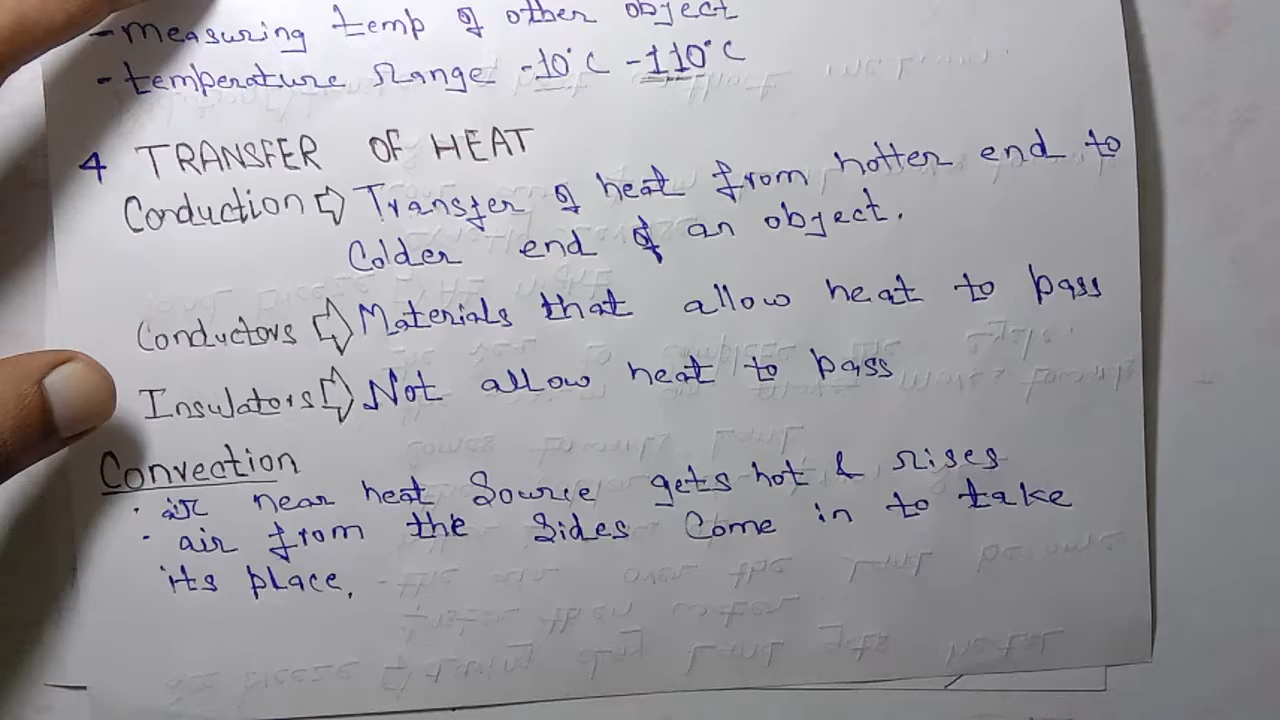 - measuring temp of other object
- temperature range -10°C -110°C
4 TRANSFER OF HEAT
Conduction ⇨ Transfer of heat from hotter end to
Colder end of an object.
Conductors ⇨ Materials that allow heat to pass
Insulators ⇨ Not allow heat to pass
Convection
· air near heat Source gets hot & rises
· air from the Sides Come in to take
its place.